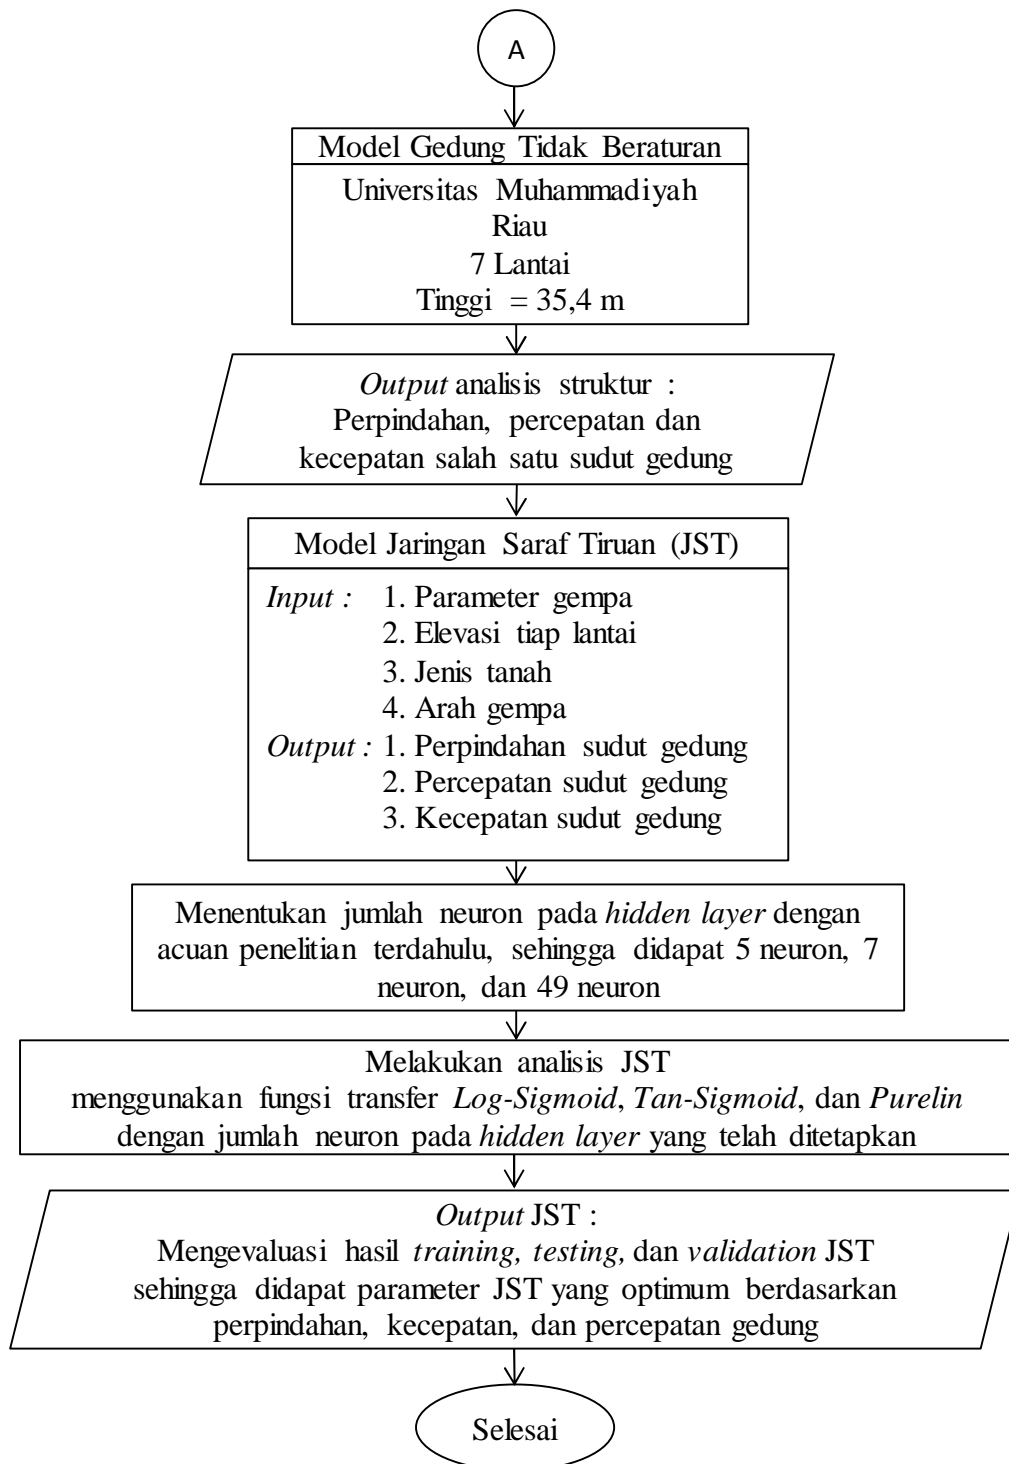 A
Model Gedung Tidak Beraturan
Universitas Muhammadiyah
Riau
7 Lantai
Tinggi = 35,4 m
Output analisis struktur :
Perpindahan, percepatan dan
kecepatan salah satu sudut gedung
Model Jaringan Saraf Tiruan (JST)
Input : 1. Parameter gempa
2. Elevasi tiap lantai
3. Jenis tanah
4. Arah gempa
Output : 1. Perpindahan sudut gedung
2. Percepatan sudut gedung
3. Kecepatan sudut gedung
Menentukan jumlah neuron pada hidden layer dengan
acuan penelitian terdahulu, sehingga didapat 5 neuron, 7
neuron, dan 49 neuron
Melakukan analisis JST
menggunakan fungsi transfer Log-Sigmoid, Tan-Sigmoid, dan Purelin
dengan jumlah neuron pada hidden layer yang telah ditetapkan
Output JST :
Mengevaluasi hasil training, testing, dan validation JST
sehingga didapat parameter JST yang optimum berdasarkan
perpindahan, kecepatan, dan percepatan gedung
Selesai